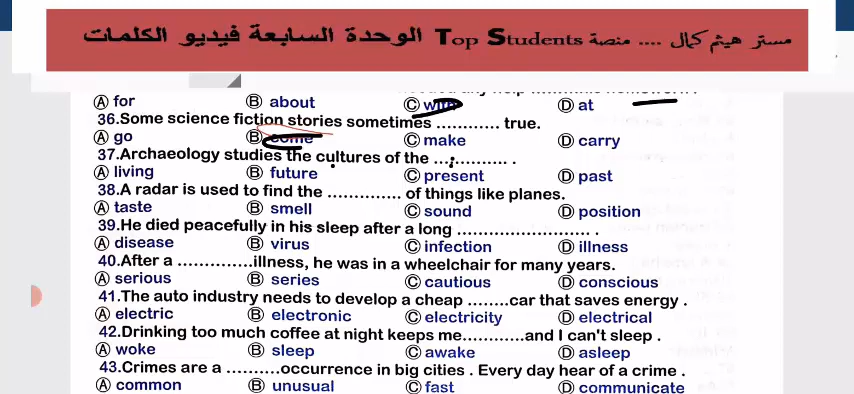 مستر هيثم كمال .... منصة Top Students الوحدة السابعة فيديو الكلمات
Ⓐ for Ⓑ about Ⓒ with Ⓓ at
36.Some science fiction stories sometimes ............ true.
Ⓐ go Ⓑ come Ⓒ make Ⓓ carry
37.Archaeology studies the cultures of the .............. .
Ⓐ living Ⓑ future Ⓒ present Ⓓ past
38.A radar is used to find the .............. of things like planes.
Ⓐ taste Ⓑ smell Ⓒ sound Ⓓ position
39.He died peacefully in his sleep after a long ......................... .
Ⓐ disease Ⓑ virus Ⓒ infection Ⓓ illness
40.After a ..............illness, he was in a wheelchair for many years.
Ⓐ serious Ⓑ series Ⓒ cautious Ⓓ conscious
41.The auto industry needs to develop a cheap ........car that saves energy .
Ⓐ electric Ⓑ electronic Ⓒ electricity Ⓓ electrical
42.Drinking too much coffee at night keeps me............and I can't sleep .
Ⓐ woke Ⓑ sleep Ⓒ awake Ⓓ asleep
43.Crimes are a ..........occurrence in big cities . Every day hear of a crime .
Ⓐ common Ⓑ unusual Ⓒ fast Ⓓ communicate